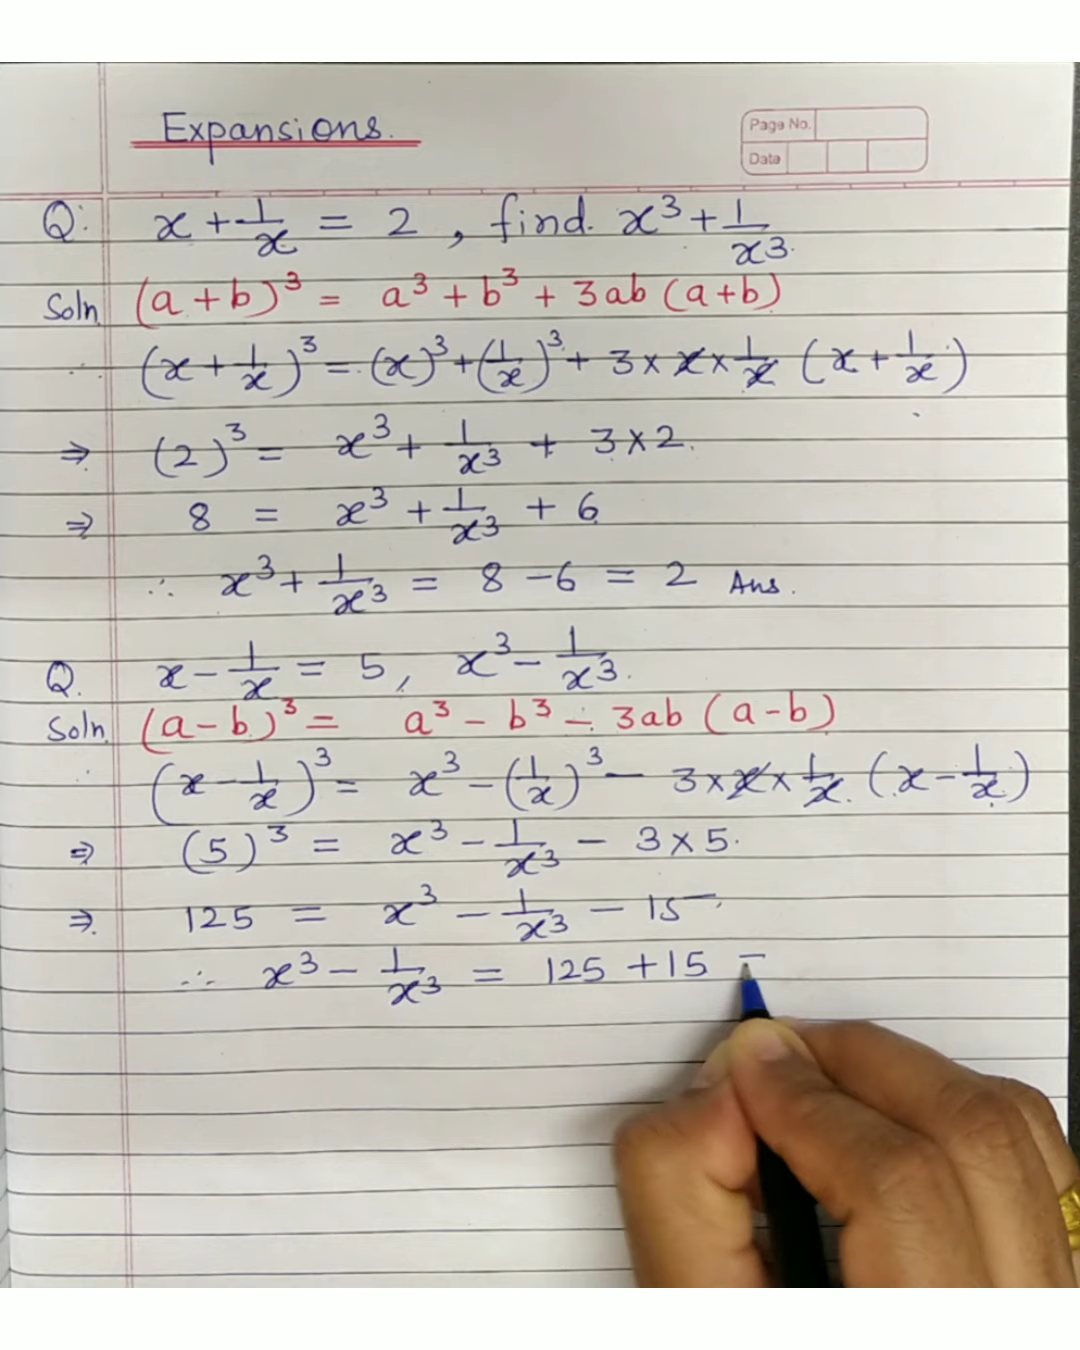 Expansions.
Page No.
Date
Q: x + 1/x = 2, find. x³ + 1/x³.
Soln (a+b)³ = a³ + b³ + 3ab (a+b)
∴ (x + 1/x)³ = (x)³ + (1/x)³ + 3 × x × 1/x (x + 1/x)
⇒ (2)³ = x³ + 1/x³ + 3×2.
⇒ 8 = x³ + 1/x³ + 6
∴ x³ + 1/x³ = 8 - 6 = 2 Ans.
Q. x - 1/x = 5, x³ - 1/x³.
Soln (a-b)³ = a³ - b³ - 3ab (a-b)
∴ (x - 1/x)³ = x³ - (1/x)³ - 3 × x × 1/x. (x - 1/x)
⇒ (5)³ = x³ - 1/x³ - 3 × 5.
⇒ 125 = x³ - 1/x³ - 15
∴ x³ - 1/x³ = 125 + 15 -